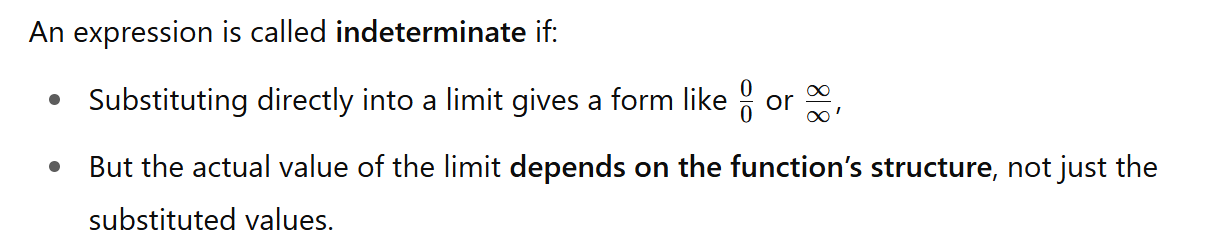 An expression is called indeterminate if:
• Substituting directly into a limit gives a form like 0/0 or ∞/∞,
• But the actual value of the limit depends on the function’s structure, not just the
substituted values.